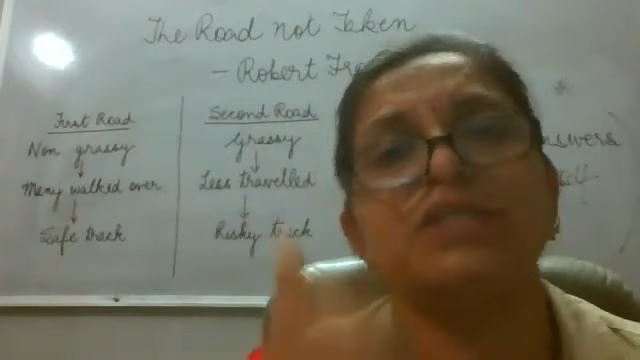 The Road not Taken
- Robert
First Road
Non grassy
Many walked over
Safe track
Second Road
Grassy
Less travelled
Risky track